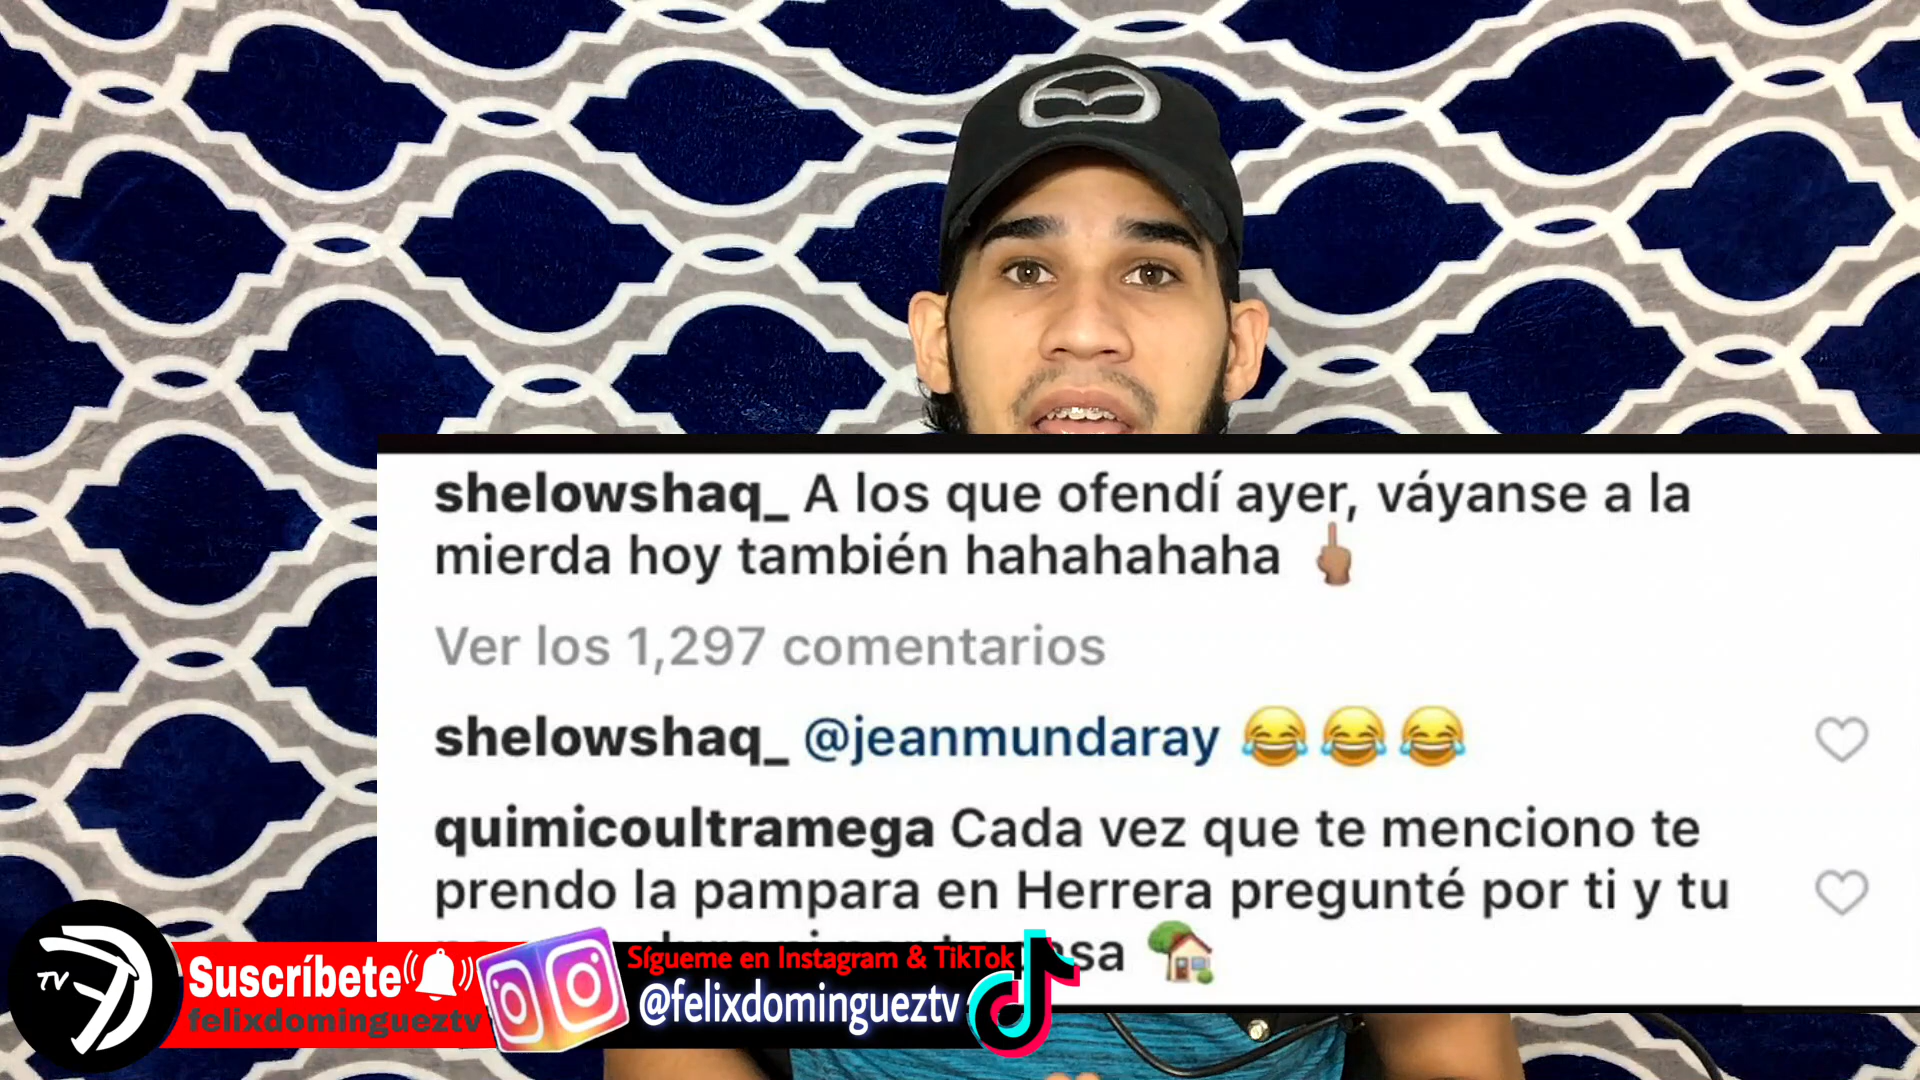 shelowshaq_ A los que ofendí ayer, váyanse a la
mierda hoy también hahahahaha 🖕🏽
Ver los 1,297 comentarios
shelowshaq_ @jeanmundaray 😂😂😂
quimicoultramega Cada vez que te menciono te
prendo la pampara en Herrera pregunté por ti y tu
🏡
TV
Suscríbete
felixdomingueztv
Sígueme en Instagram & TikTok
@felixdomingueztv